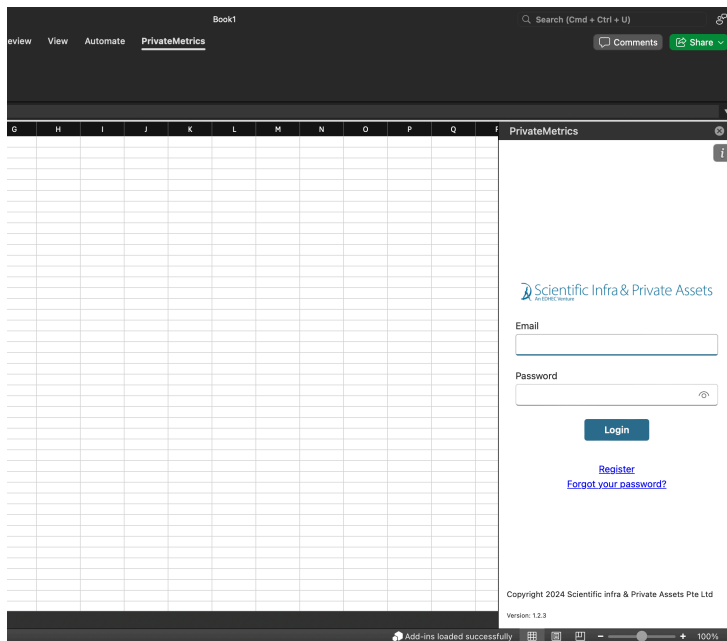 Book1
Search (Cmd + Ctrl + U)
eview View Automate PrivateMetrics
Comments
Share
G H I J K L M N O P Q
PrivateMetrics
i
Scientific Infra & Private Assets
An EDHEC Venture
Email
Password
Login
Register
Forgot your password?
Copyright 2024 Scientific infra & Private Assets Pte Ltd
Version: 1.2.3
Add-ins loaded successfully
100%